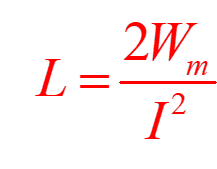 L = 2W_m / I^2